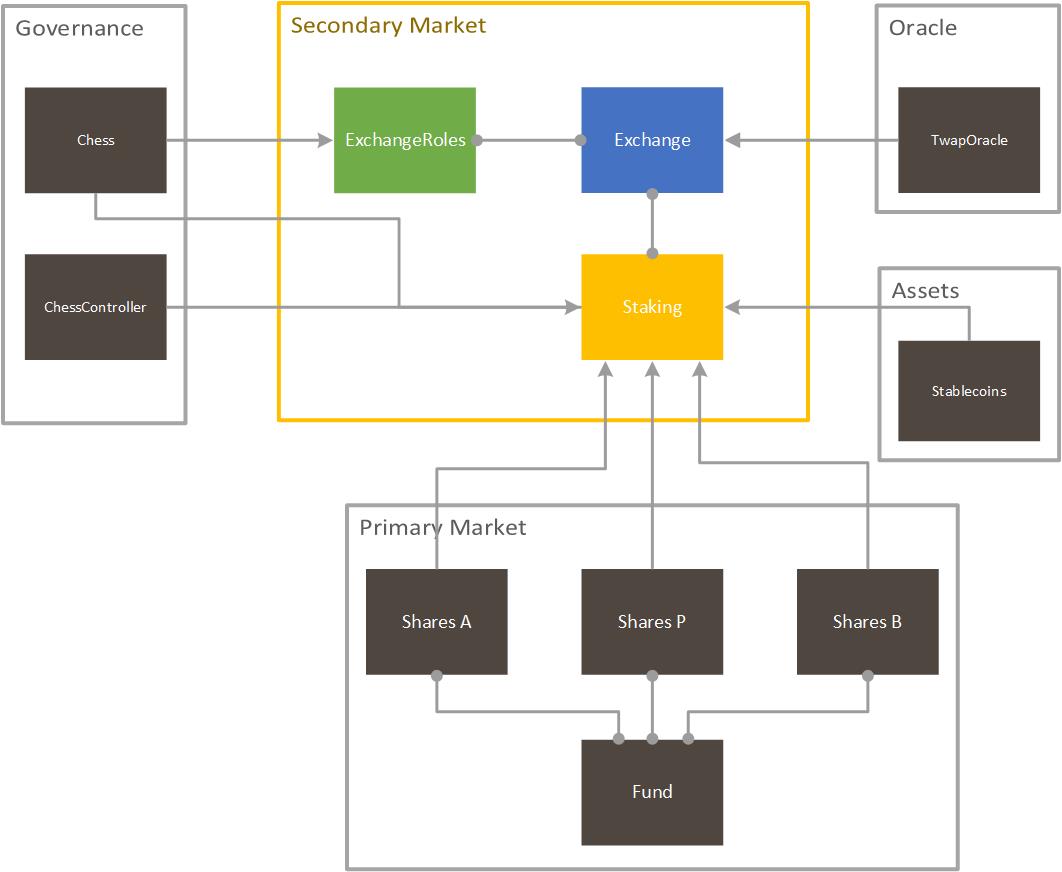 Governance
Secondary Market
Oracle
Chess
ExchangeRoles
Exchange
TwapOracle
ChessController
Staking
Assets
Stablecoins
Primary Market
Shares A
Shares P
Shares B
Fund